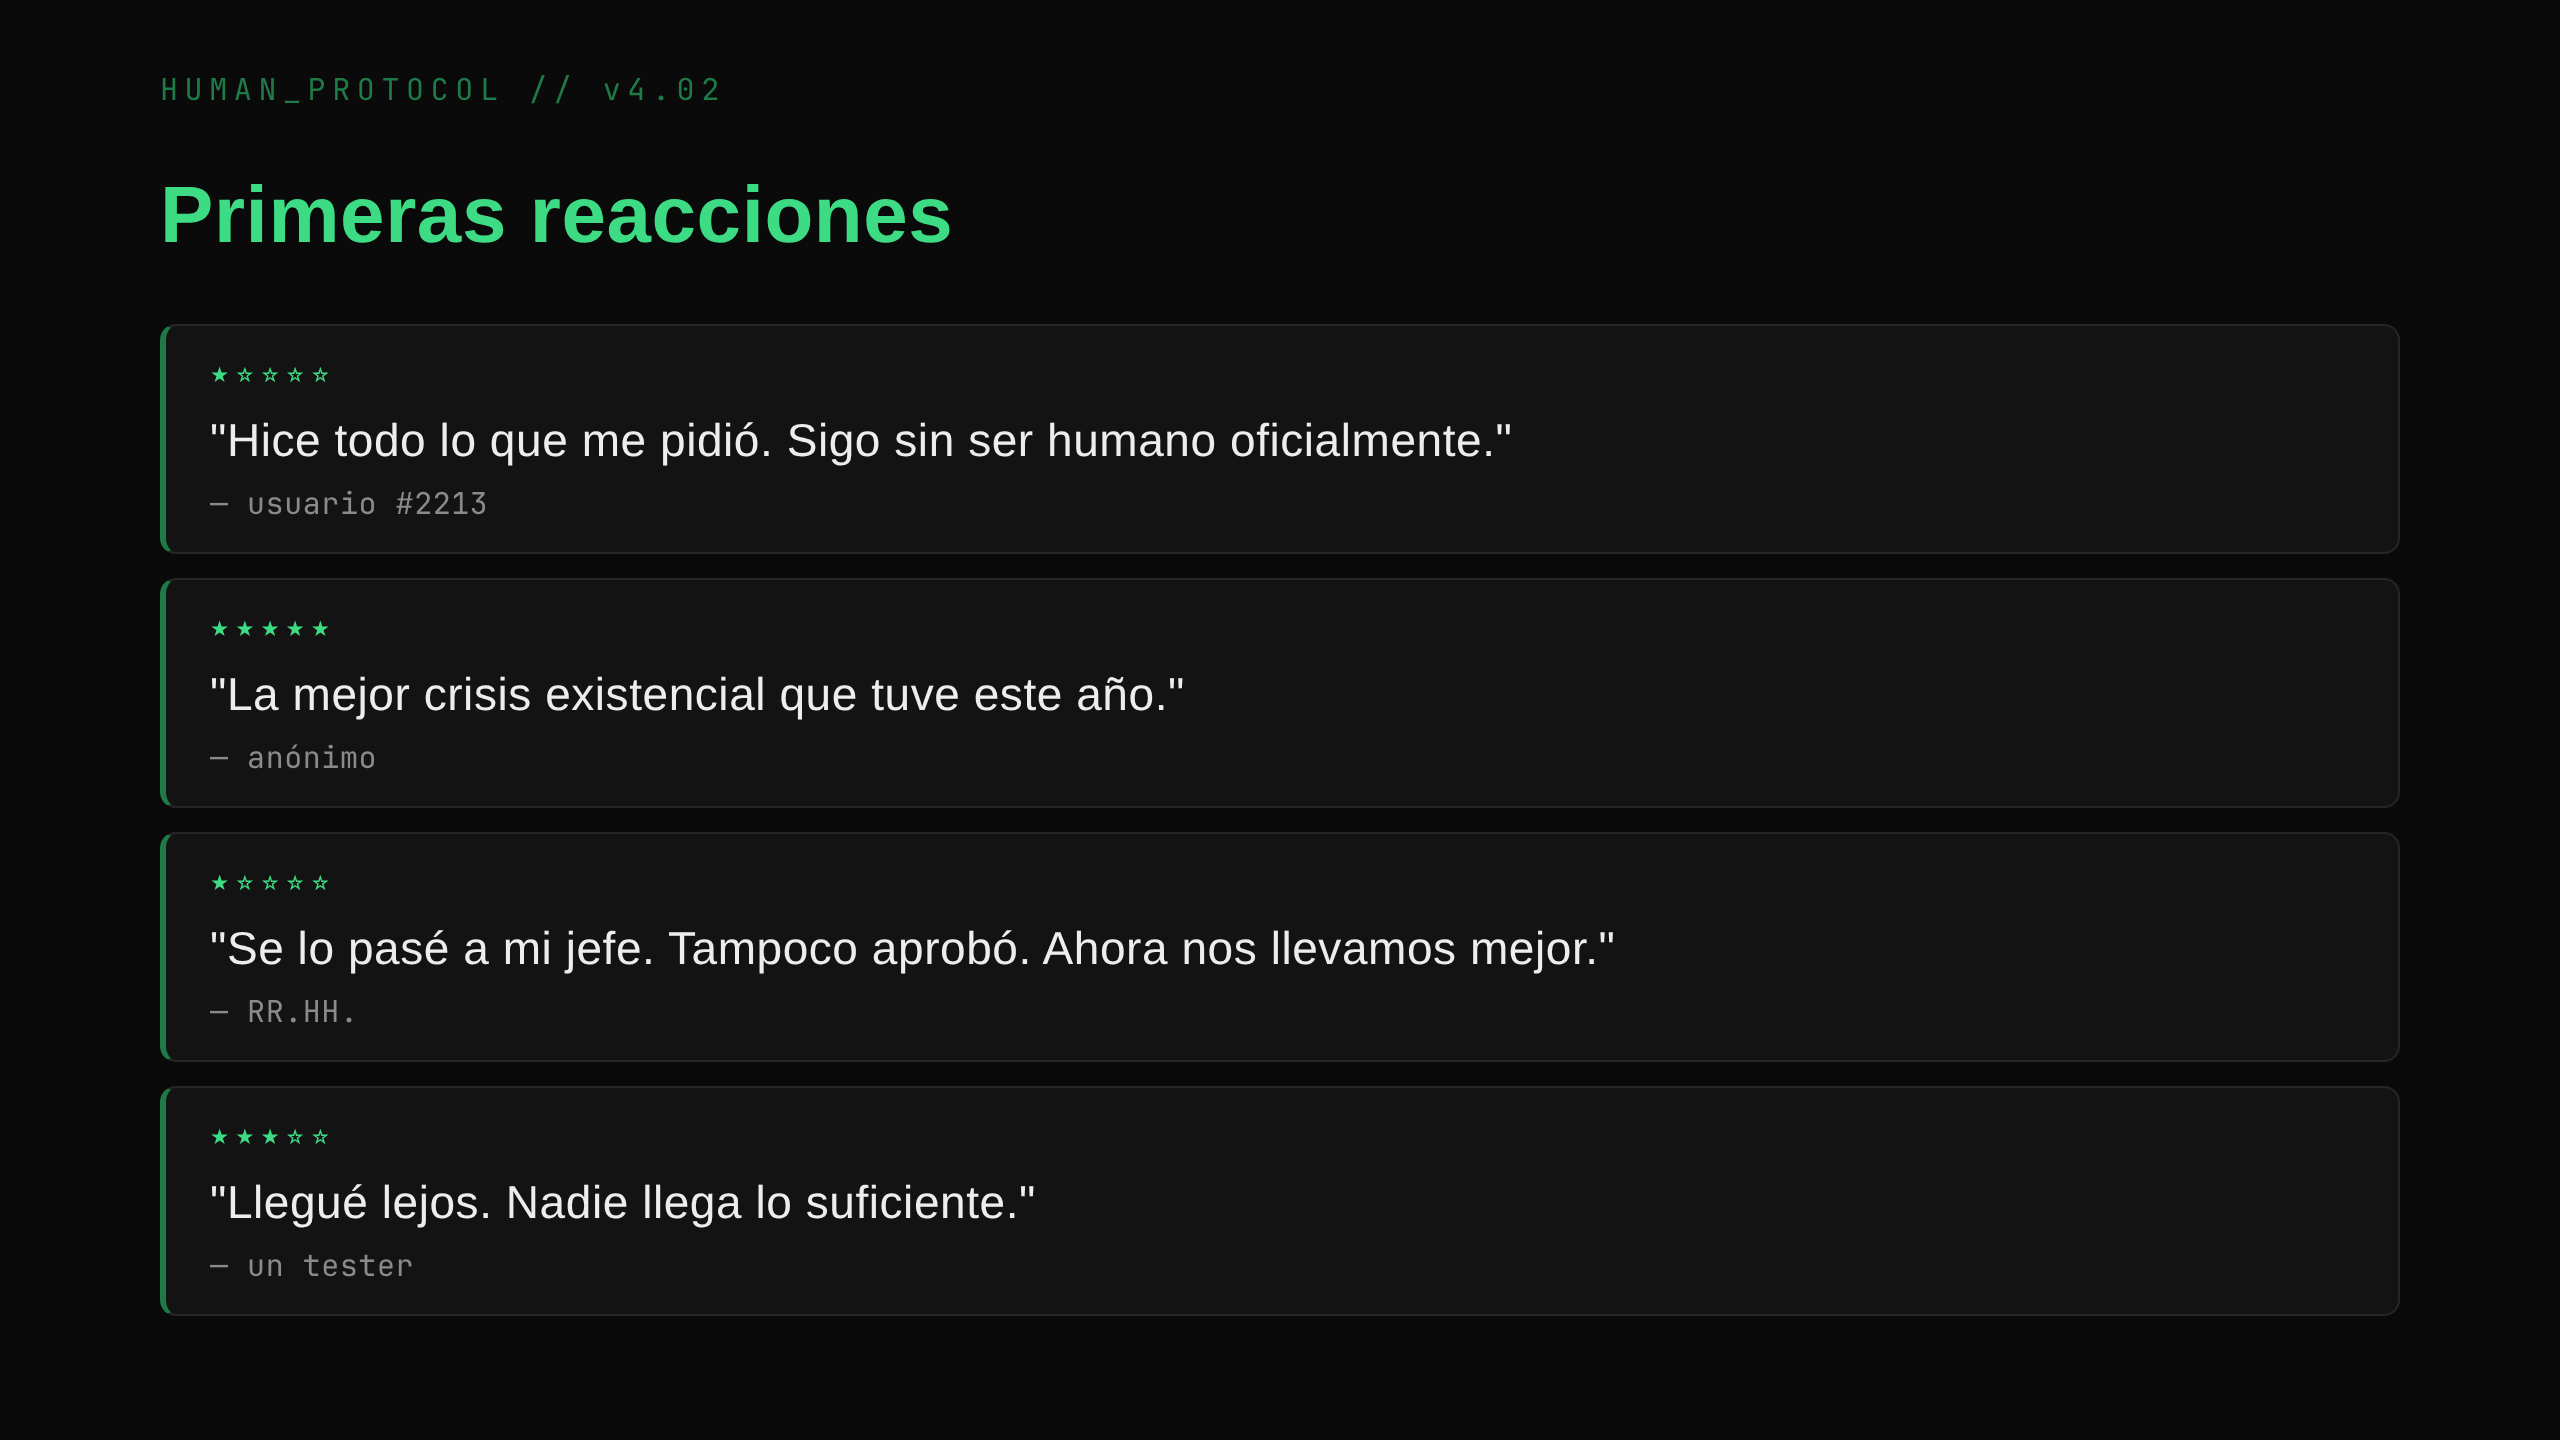 HUMAN_PROTOCOL // v4.02
Primeras reacciones
★☆☆☆☆
"Hice todo lo que me pidió. Sigo sin ser humano oficialmente."
— usuario #2213
★★★★★
"La mejor crisis existencial que tuve este año."
— anónimo
★☆☆☆☆
"Se lo pasé a mi jefe. Tampoco aprobó. Ahora nos llevamos mejor."
— RR.HH.
★★★☆☆
"Llegué lejos. Nadie llega lo suficiente."
— un tester